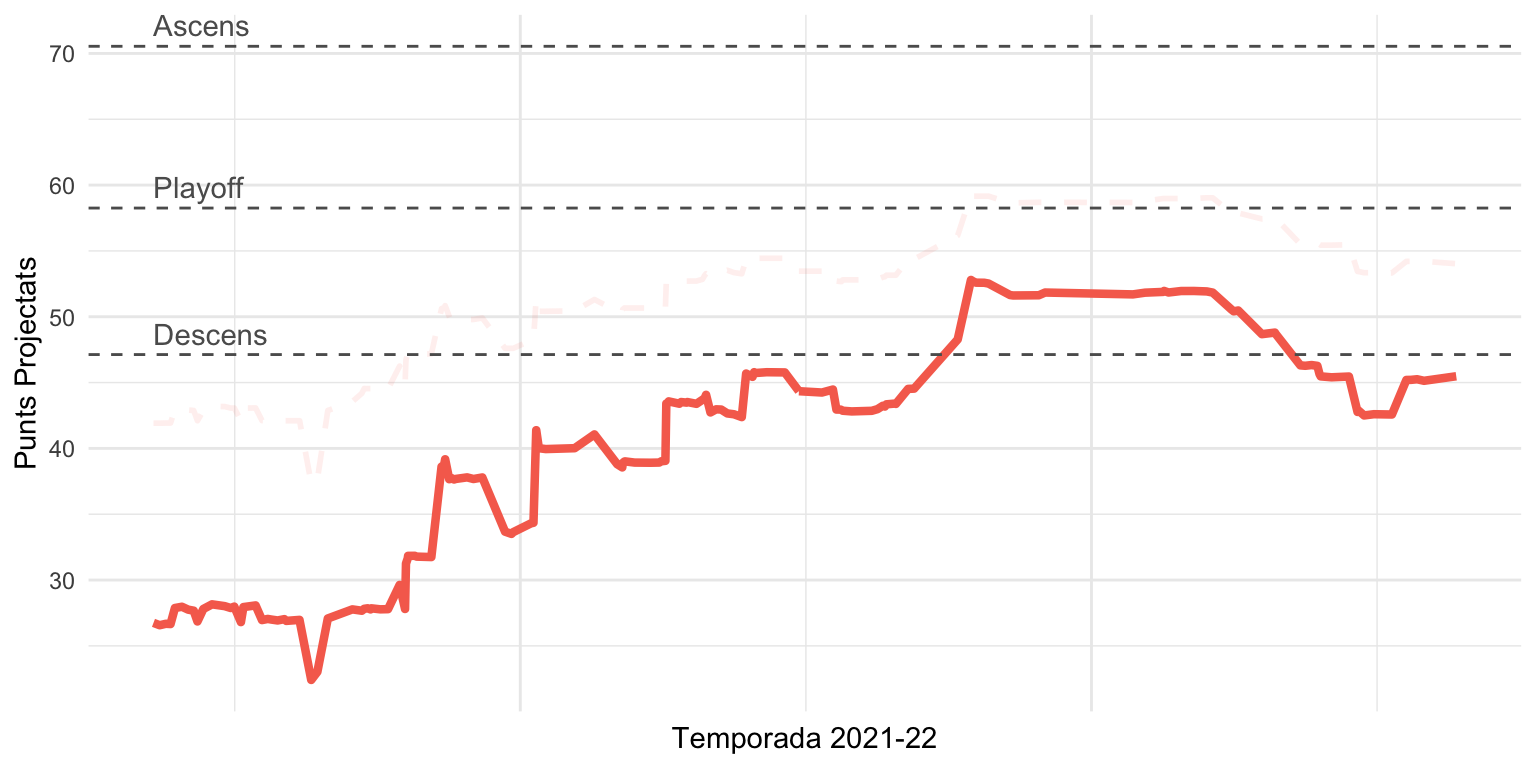 Ascens
70
Playoff
60
50
Descens
40
30
Punts Projectats
Temporada 2021-22